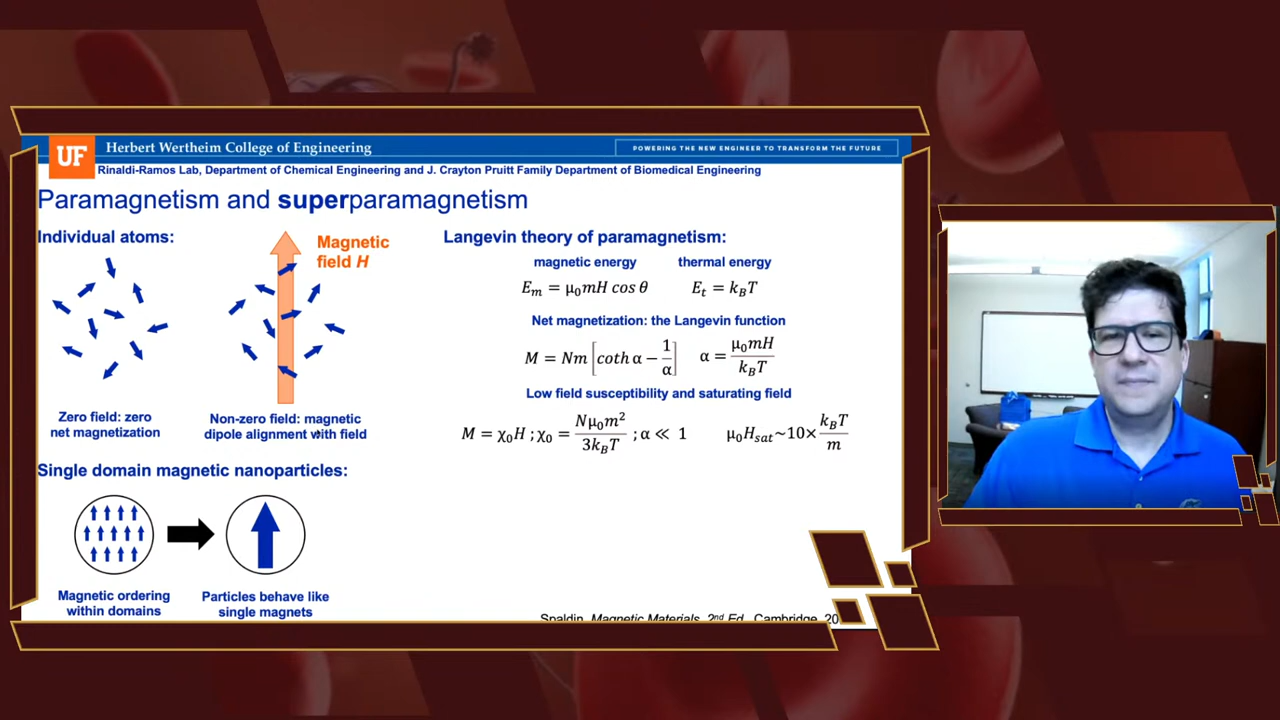 UF
Herbert Wertheim College of Engineering
POWERING THE NEW ENGINEER TO TRANSFORM THE FUTURE
Rinaldi-Ramos Lab, Department of Chemical Engineering and J. Crayton Pruitt Family Department of Biomedical Engineering
Paramagnetism and superparamagnetism
Individual atoms:
Magnetic
field H
Zero field: zero
net magnetization
Non-zero field: magnetic
dipole alignment with field
Single domain magnetic nanoparticles:
Magnetic ordering
within domains
Particles behave like
single magnets
Langevin theory of paramagnetism:
magnetic energy thermal energy
E_m = μ₀mH cos θ E_t = k_BT
Net magnetization: the Langevin function
M = Nm [coth α − 1/α] α = μ₀mH/k_BT
Low field susceptibility and saturating field
M = χ₀H ; χ₀ = Nμ₀m²/3k_BT ; α ≪ 1 μ₀H_sat~10× k_BT/m
Spaldin, Magnetic Materials, 2nd Ed, Cambridge, 20